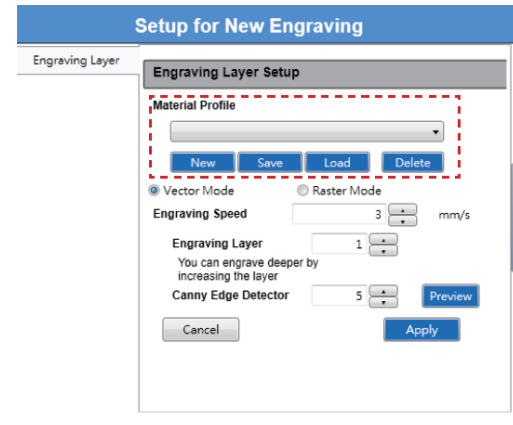 Setup for New Engraving
Engraving Layer
Engraving Layer Setup
Material Profile
New Save Load Delete
Vector Mode Raster Mode
Engraving Speed 3 mm/s
Engraving Layer 1
You can engrave deeper by
increasing the layer
Canny Edge Detector 5 Preview
Cancel Apply